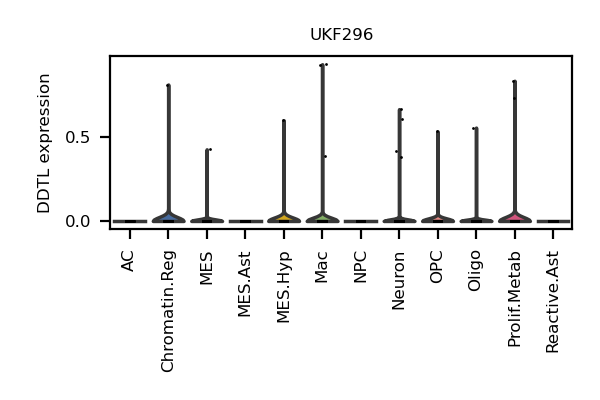 UKF296
DDTL expression
0.5
0.0
AC
Chromatin.Reg
MES
MES.Ast
MES.Hyp
Mac
NPC
Neuron
OPC
Oligo
Prolif.Metab
Reactive.Ast